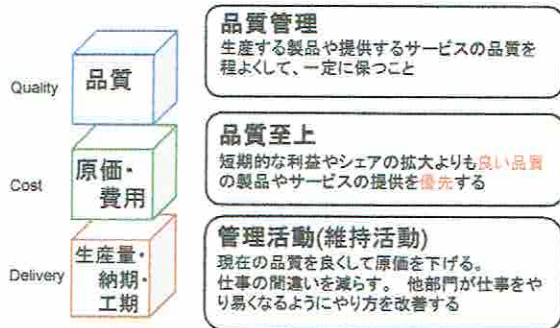 Quality
品質
品質管理
生産する製品や提供するサービスの品質を
程よくして、一定に保つこと
Cost
原価・
費用
品質至上
短期的な利益やシェアの拡大よりも良い品質
の製品やサービスの提供を優先する
Delivery
生産量・
納期・
工期
管理活動(維持活動)
現在の品質を良くして原価を下げる。
仕事の間違いを減らす。 他部門が仕事をや
り易くなるようにやり方を改善する